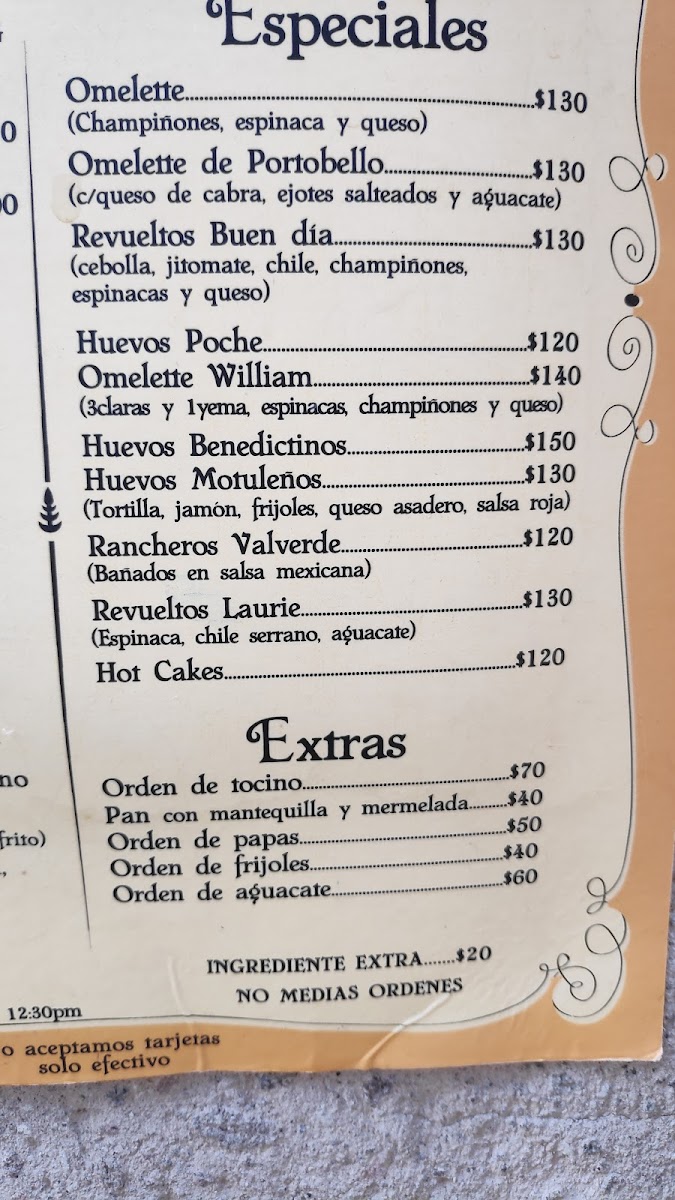 Especiales
Omelette...$130
(Champiñones, espinaca y queso)
Omelette de Portobello...$130
(c/queso de cabra, ejotes salteados y aguacate)
Revueltos Buen día...$130
(cebolla, jitomate, chile, champiñones,
espinacas y queso)
Huevos Poche...$120
Omelette William...$140
(3claras y 1yema, espinacas, champiñones y queso)
Huevos Benedictinos...$150
Huevos Motuleños...$130
(Tortilla, jamón, frijoles, queso asadero, salsa roja)
Rancheros Valverde...$120
(Bañados en salsa mexicana)
Revueltos Laurie...$130
(Espinaca, chile serrano, aguacate)
Hot Cakes...$120
Extras
Orden de tocino...$70
Pan con mantequilla y mermelada...$40
Orden de papas...$50
Orden de frijoles...$40
Orden de aguacate...$60
INGREDIENTE EXTRA...$20
NO MEDIAS ORDENES
frito)
12:30pm
o aceptamos tarjetas
solo efectivo